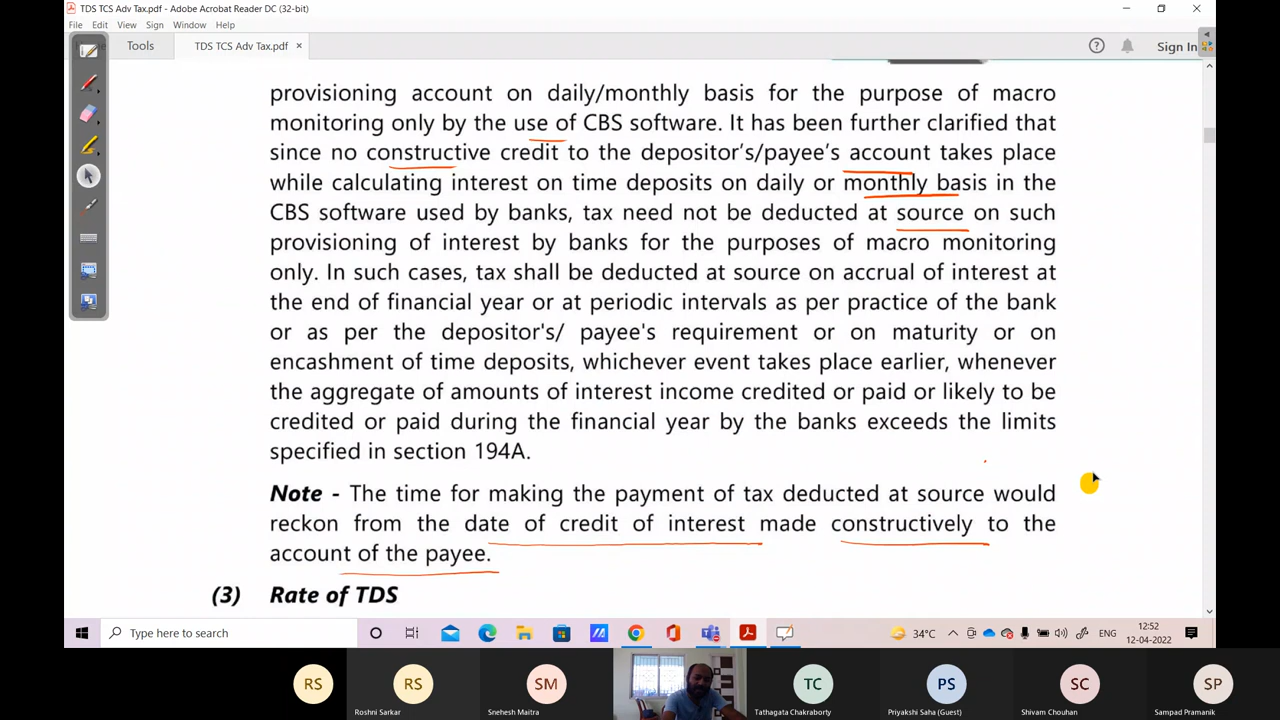 TDS TCS Adv Tax.pdf - Adobe Acrobat Reader DC (32-bit)
File Edit View Sign Window Help
Tools TDS TCS Adv Tax.pdf × Sign In
provisioning account on daily/monthly basis for the purpose of macro
monitoring only by the use of CBS software. It has been further clarified that
since no constructive credit to the depositor's/payee's account takes place
while calculating interest on time deposits on daily or monthly basis in the
CBS software used by banks, tax need not be deducted at source on such
provisioning of interest by banks for the purposes of macro monitoring
only. In such cases, tax shall be deducted at source on accrual of interest at
the end of financial year or at periodic intervals as per practice of the bank
or as per the depositor's/ payee's requirement or on maturity or on
encashment of time deposits, whichever event takes place earlier, whenever
the aggregate of amounts of interest income credited or paid or likely to be
credited or paid during the financial year by the banks exceeds the limits
specified in section 194A.
Note - The time for making the payment of tax deducted at source would
reckon from the date of credit of interest made constructively to the
account of the payee.
(3) Rate of TDS
Type here to search 34°C ENG 12:52
12-04-2022
RS RS SM TC PS SC SP
Roshni Sarkar Snehesh Maitra Tathagata Chakraborty Priyakshi Saha (Guest) Shivam Chouhan Sampad Pramanik